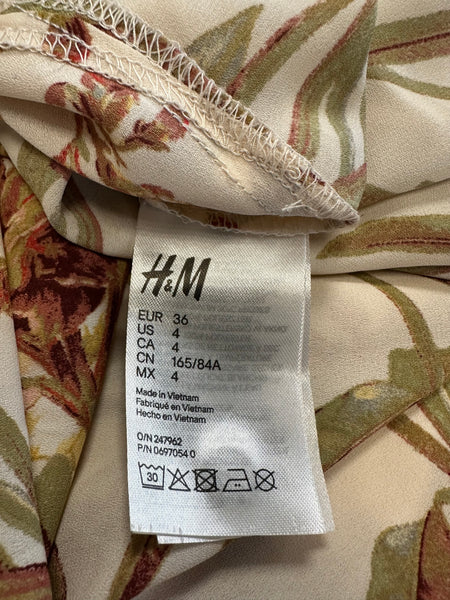 H&M
EUR 36
US 4
CA 4
CN 165/84A
MX 4
Made in Vietnam
Fabriqué en Vietnam
Hecho en Vietnam
O/N 247962
P/N 0697054 0
30